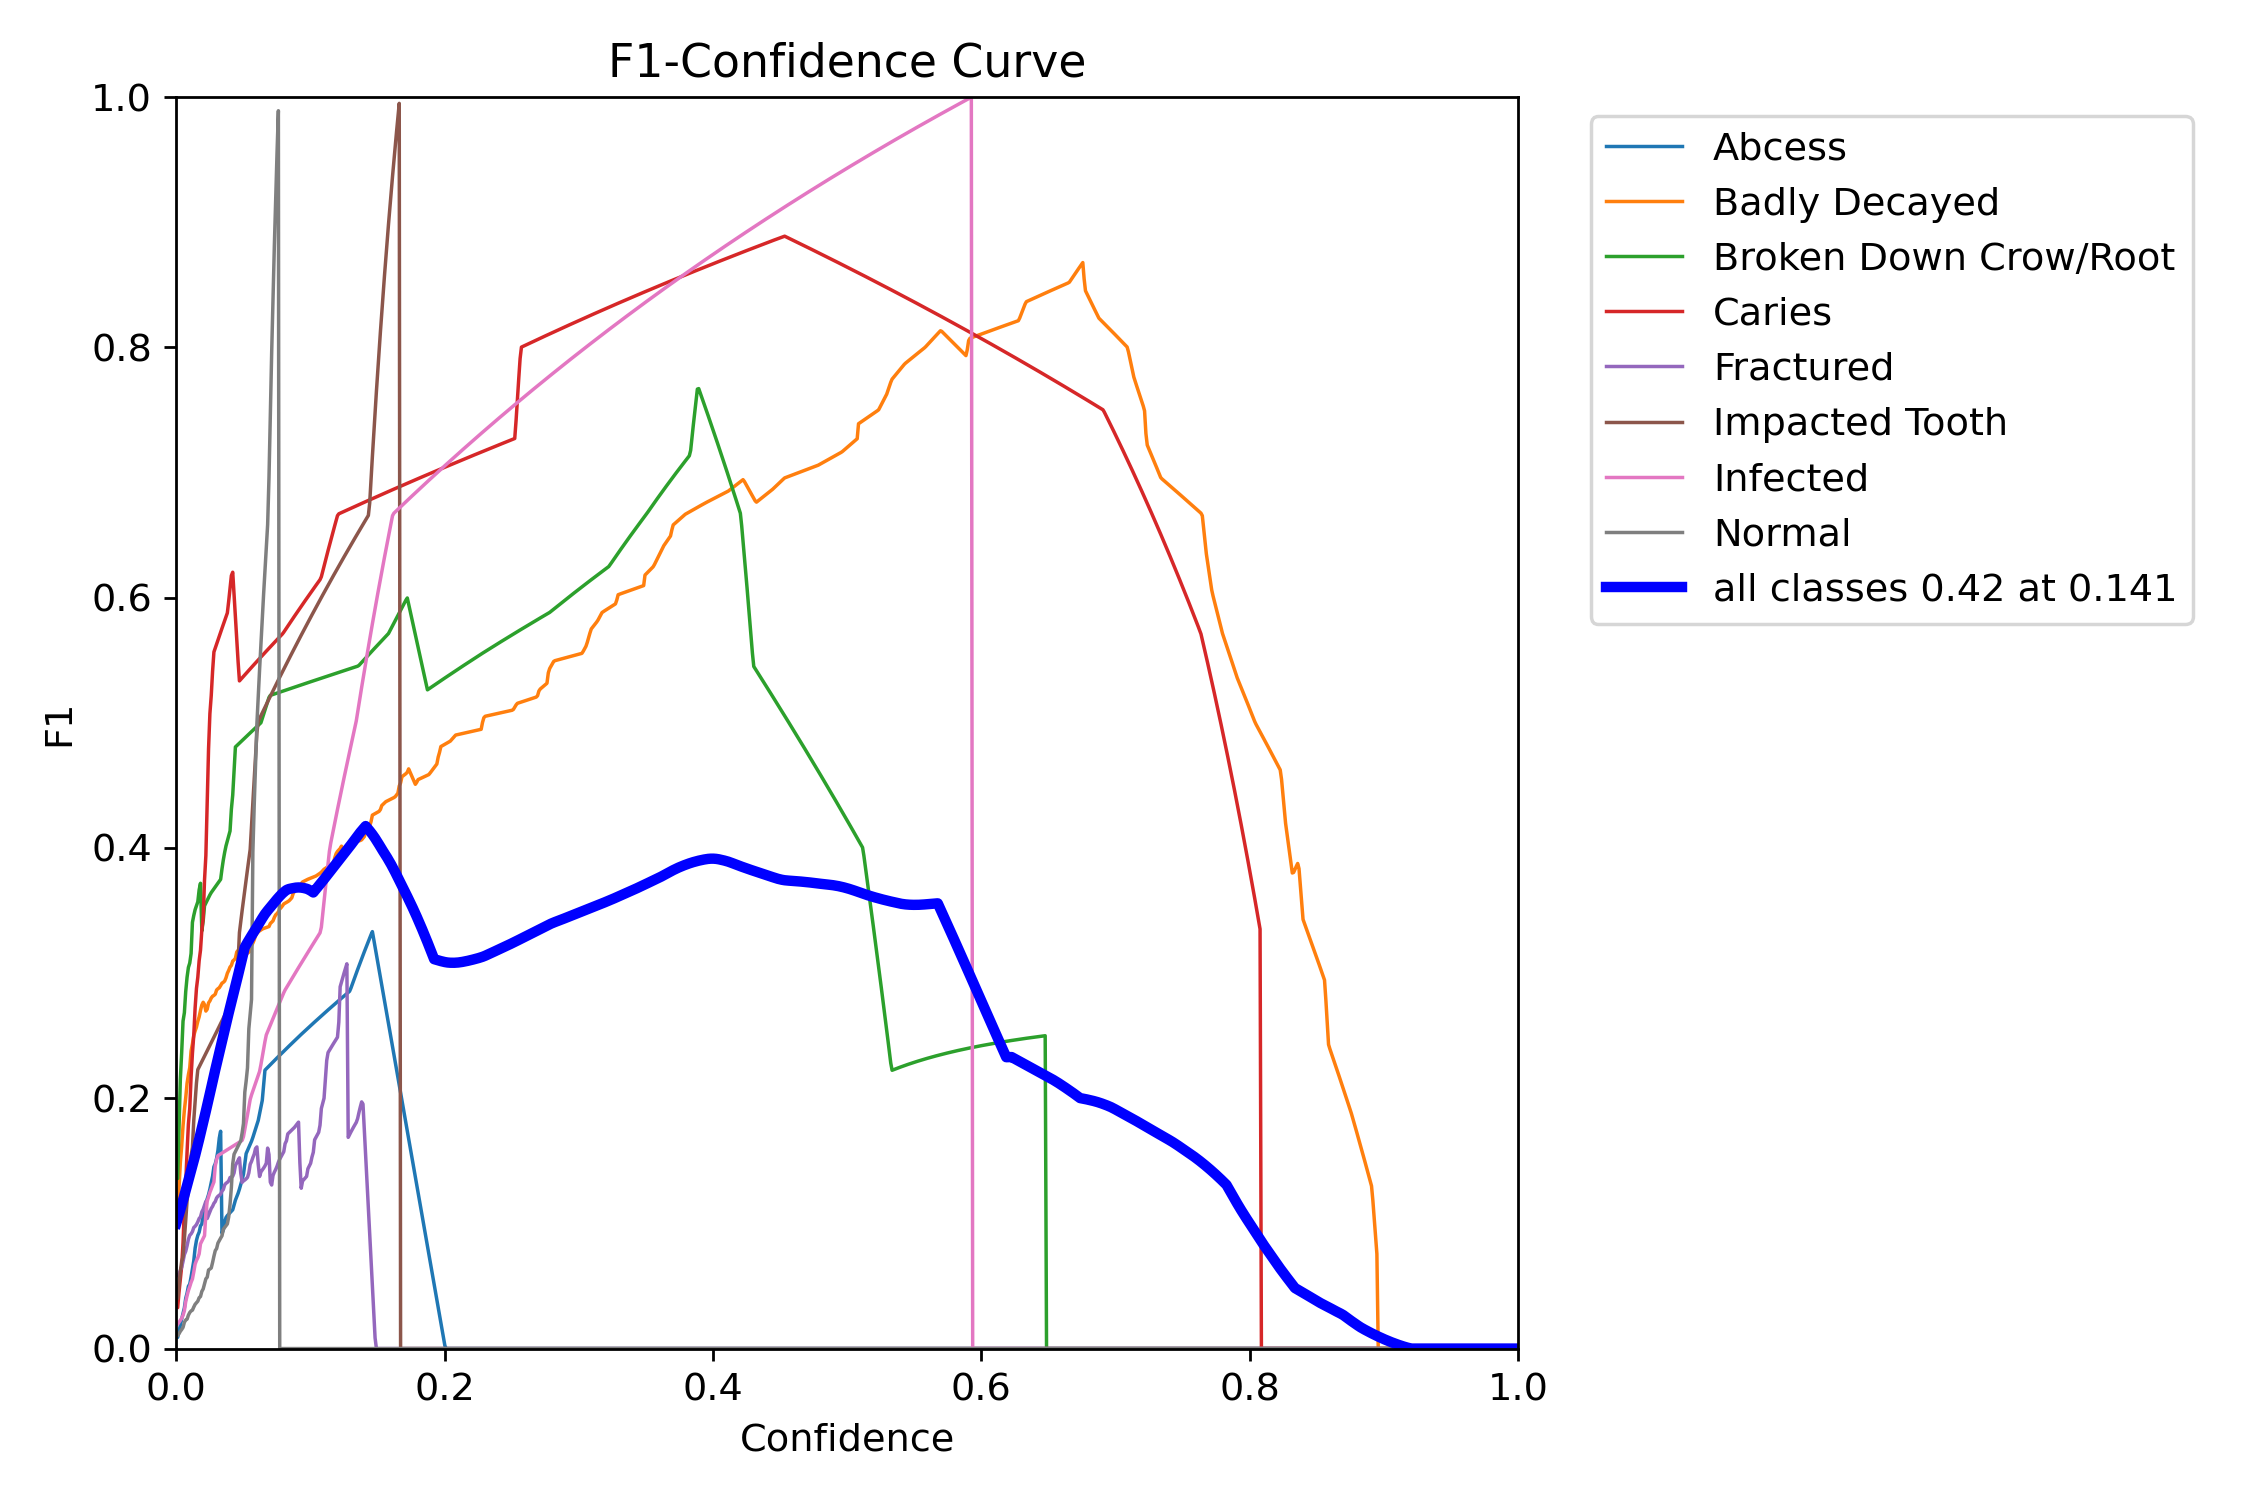 F1-Confidence Curve
1.0
0.8
0.6
0.4
0.2
0.0
F1
0.0 0.2 0.4 0.6 0.8 1.0
Confidence
Abcess
Badly Decayed
Broken Down Crow/Root
Caries
Fractured
Impacted Tooth
Infected
Normal
all classes 0.42 at 0.141